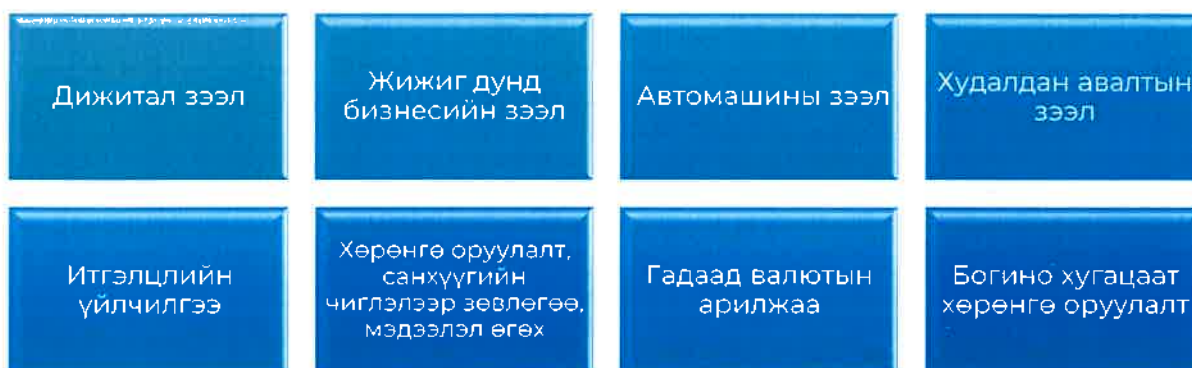 Дижитал зээл
Жижиг дунд
бизнесийн зээл
Автомашины зээл
Худалдан авалтын
зээл
Итгэлцлийн
үйлчилгээ
Хөрөнгө оруулалт,
санхүүгийн
чиглэлээр зөвлөгөө,
мэдээлэл өгөх
Гадаад валютын
арилжаа
Богино хугацаат
хөрөнгө оруулалт